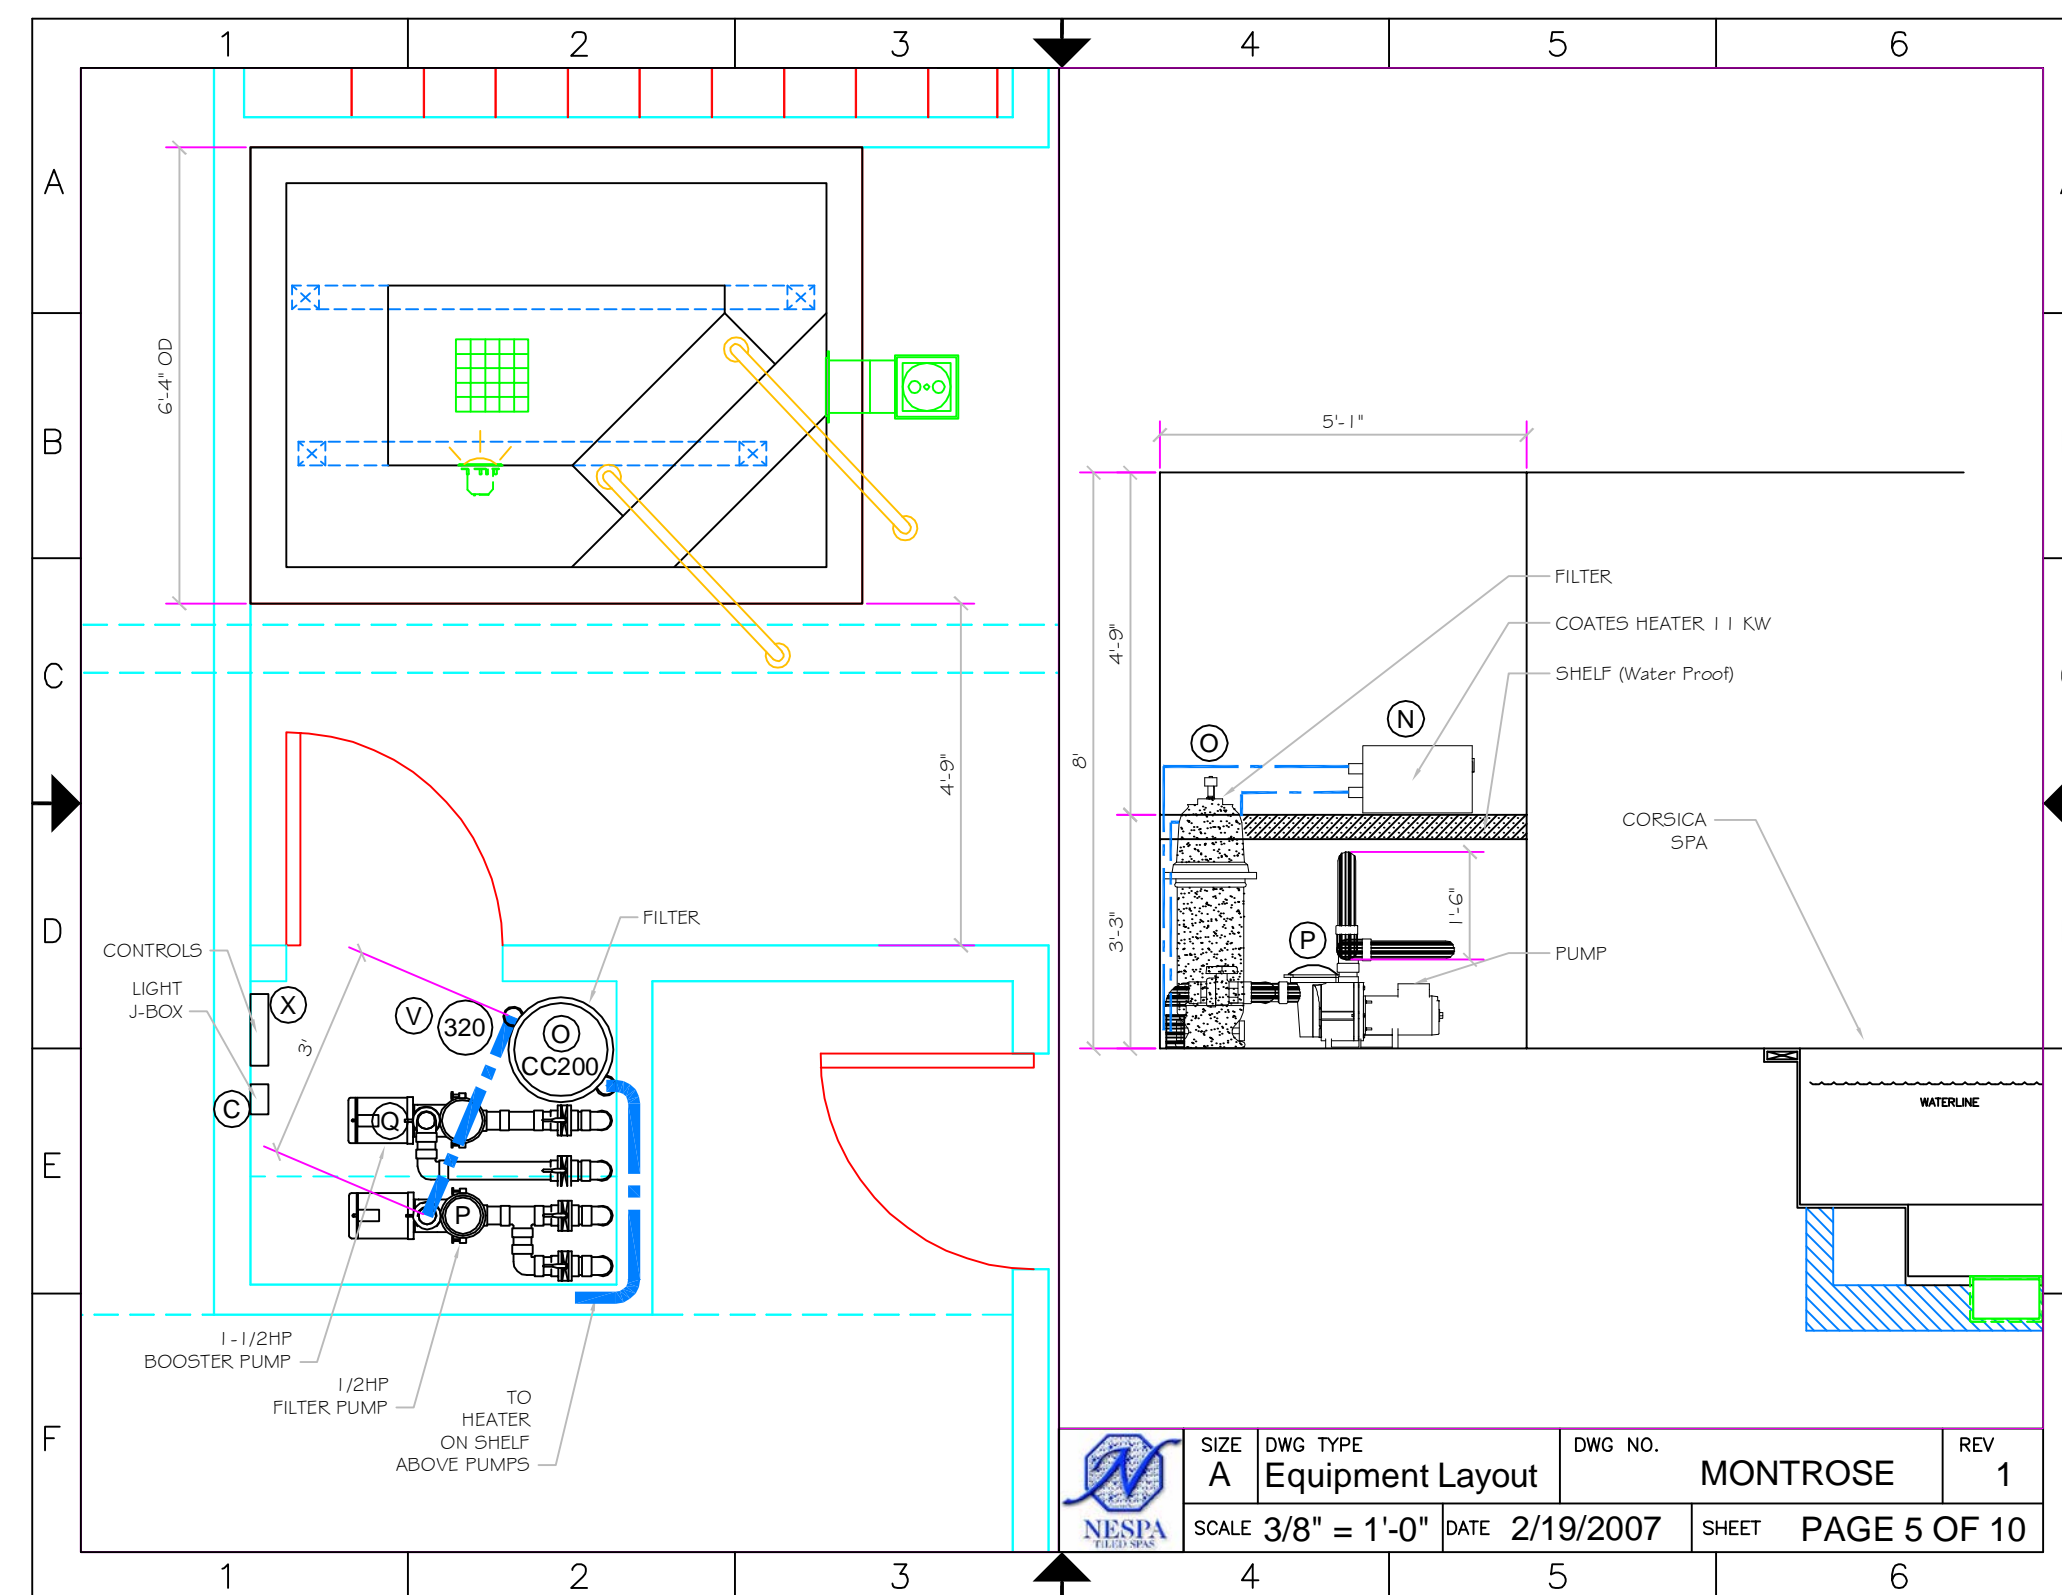 1 2 3 4 5 6
A
B
C
D
E
F
6'-4" OD
4'-9"
3'
CONTROLS
LIGHT
J-BOX
X
C
V
320
O
CC200
FILTER
Q
P
1-1/2HP
BOOSTER PUMP
1/2HP
FILTER PUMP
TO
HEATER
ON SHELF
ABOVE PUMPS
5'-1"
4'-9"
8'
3'-3"
1'-6"
FILTER
COATES HEATER 11 KW
SHELF (Water Proof)
O
N
P
PUMP
CORSICA
SPA
WATERLINE
NESPA
TILED SPAS
SIZE
A
DWG TYPE
Equipment Layout
DWG NO.
MONTROSE
REV
1
SCALE 3/8" = 1'-0"
DATE 2/19/2007
SHEET PAGE 5 OF 10
1 2 3 4 5 6